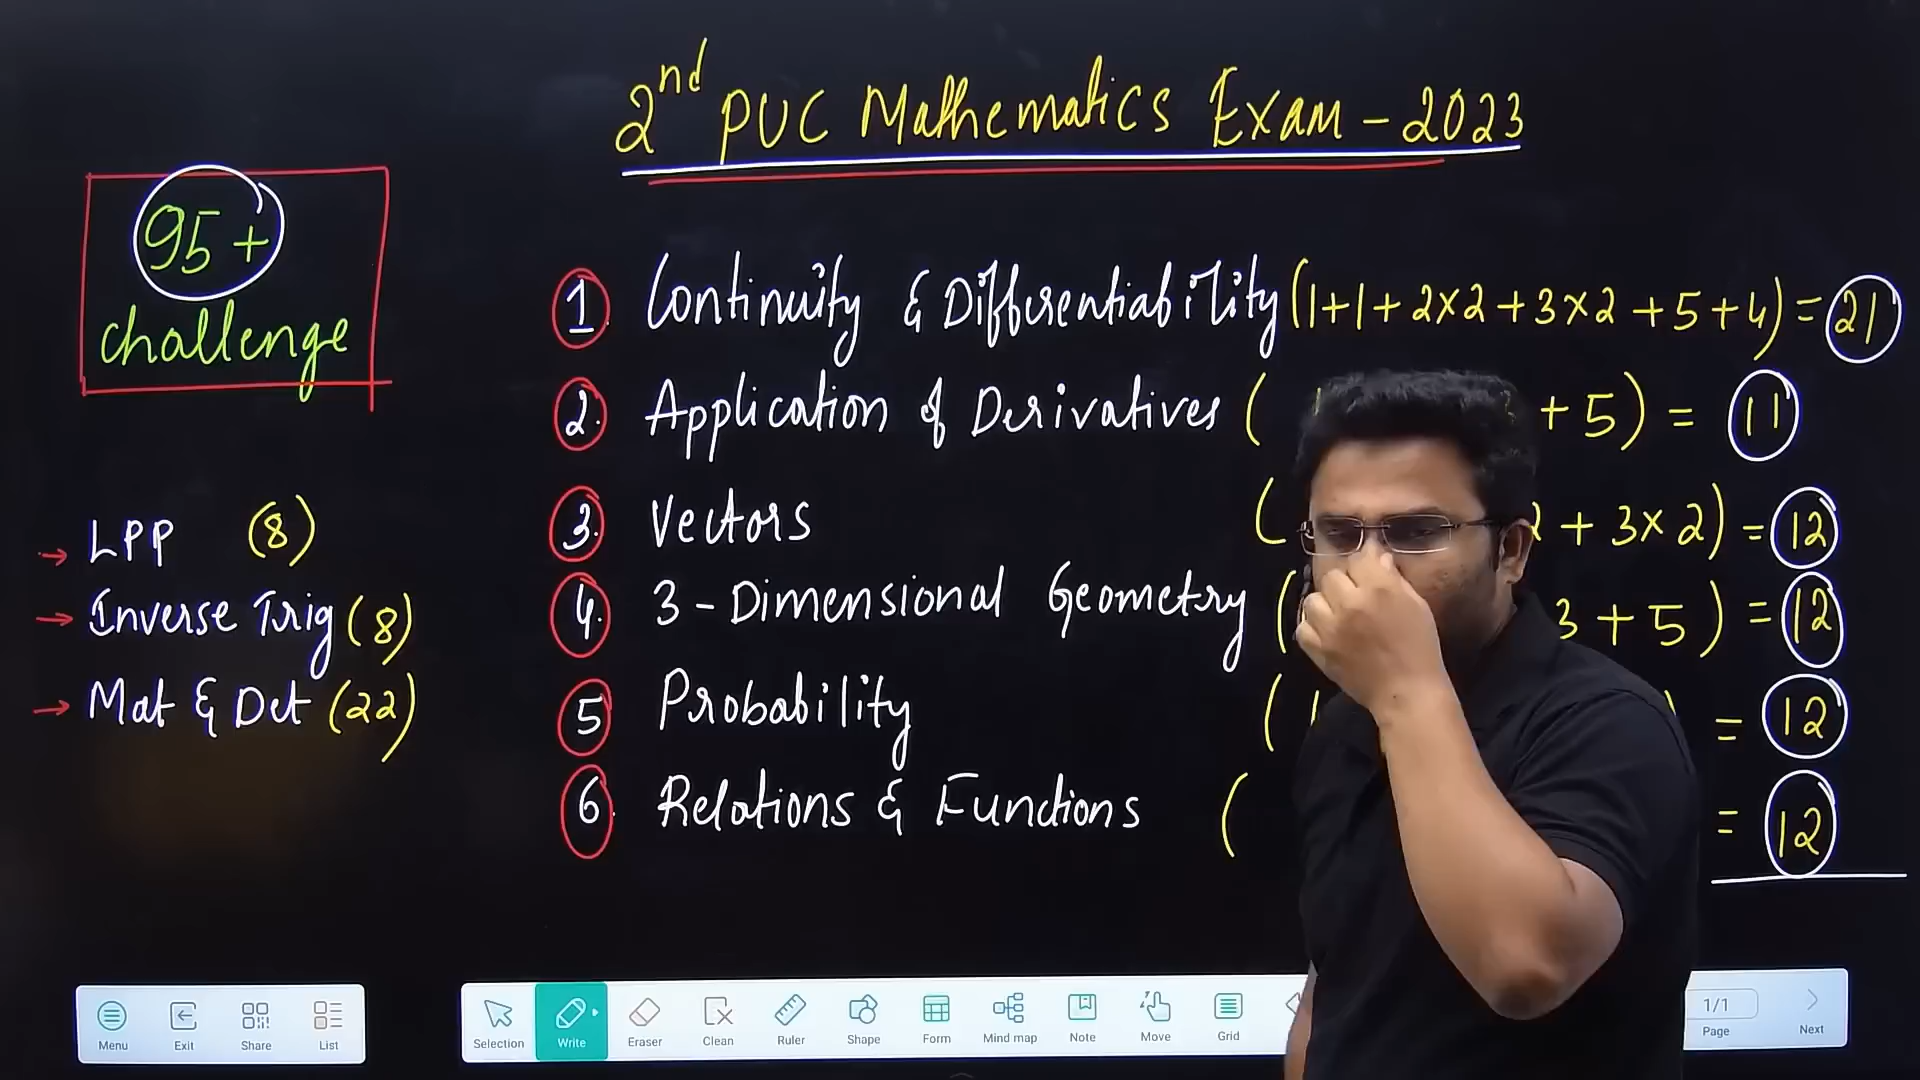 2nd PUC Mathematics Exam - 2023
95+
challenge
→ LPP (8)
→ Inverse Trig (8)
→ Mat & Det (22)
1. Continuity & Differentiability (1+1+2×2+3×2+5+4) = 21
2. Application of Derivatives ( + 5) = 11
3. Vectors ( + 3×2) = 12
4. 3-Dimensional Geometry ( 3 + 5) = 12
5 Probability ( ) = 12
6. Relations & Functions ( = 12
Menu Exit Share List
Selection Write Eraser Clean Ruler Shape Form Mind map Note Move Grid
1/1
Page Next